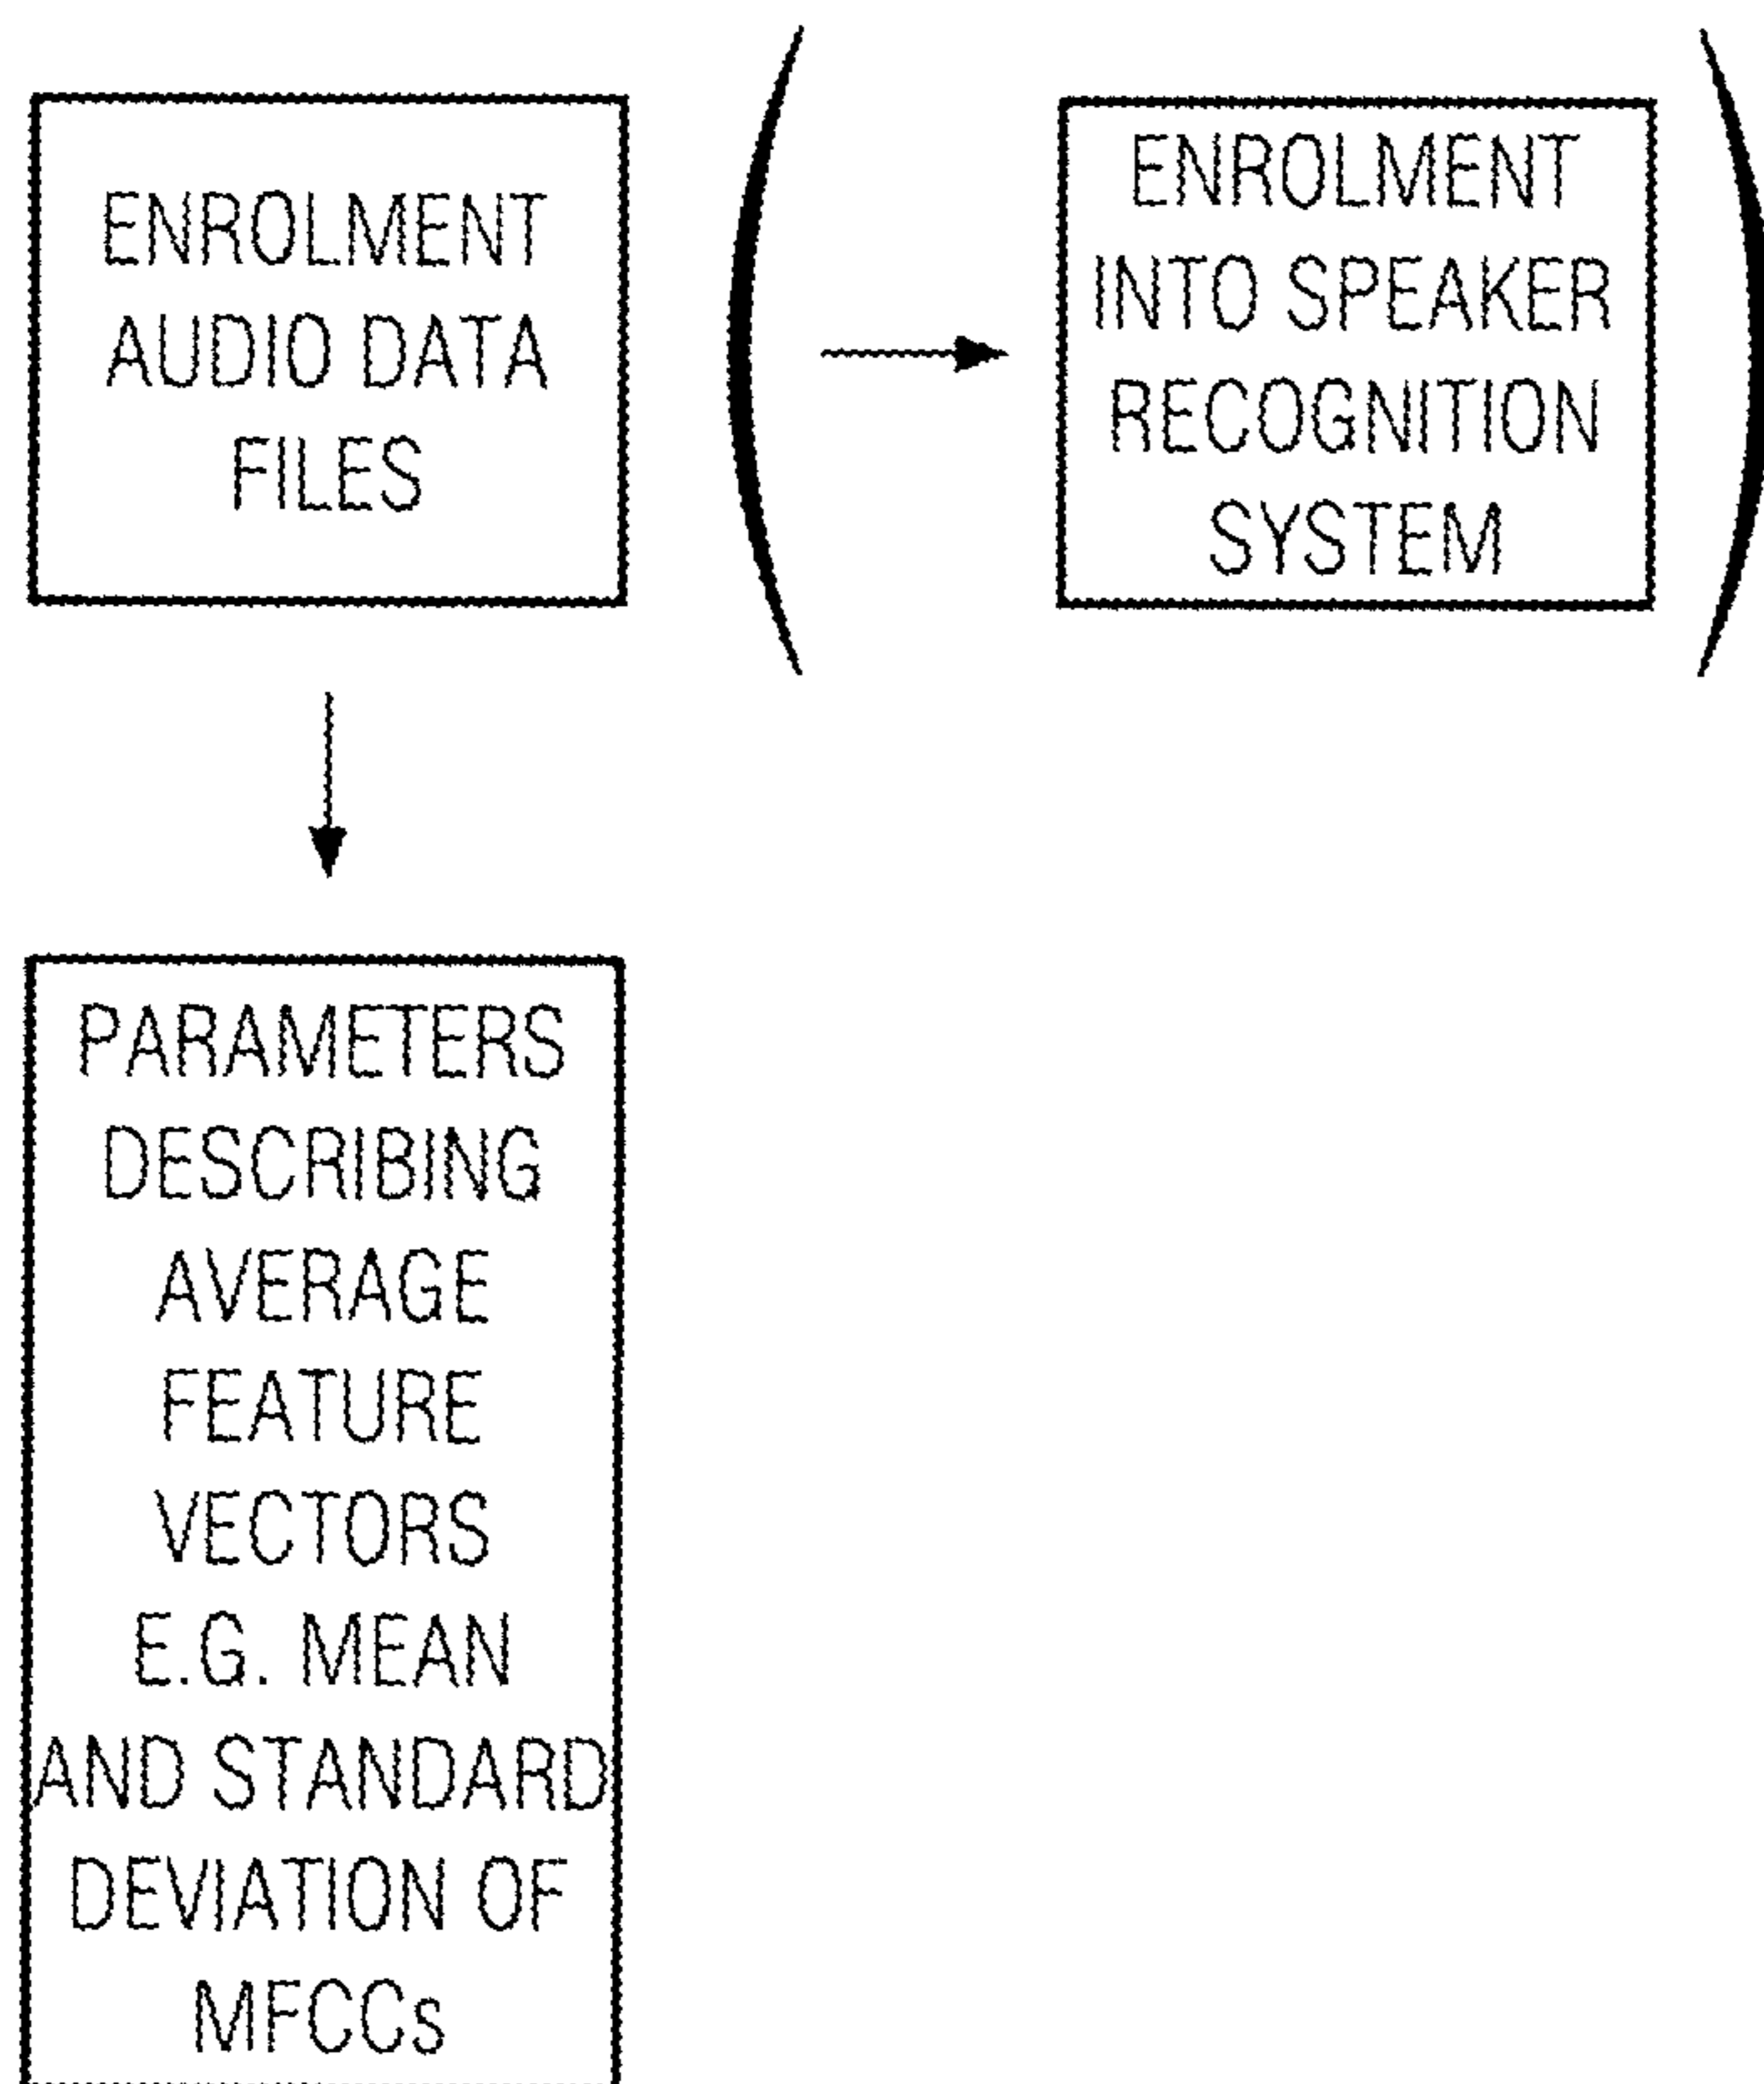 ENROLMENT
AUDIO DATA
FILES
ENROLMENT
INTO SPEAKER
RECOGNITION
SYSTEM
PARAMETERS
DESCRIBING
AVERAGE
FEATURE
VECTORS
E.G. MEAN
AND STANDARD
DEVIATION OF
MFCCs